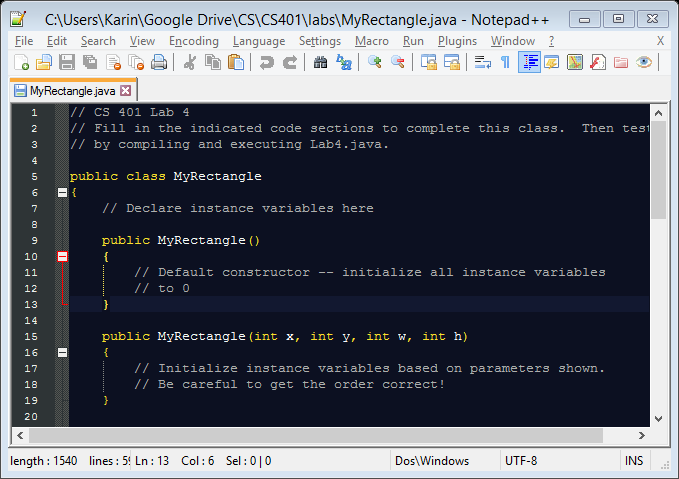 C:\Users\Karin\Google Drive\CS\CS401\labs\MyRectangle.java - Notepad++
File Edit Search View Encoding Language Settings Macro Run Plugins Window ? X
MyRectangle.java
1 // CS 401 Lab 4
2 // Fill in the indicated code sections to complete this class.  Then test
3 // by compiling and executing Lab4.java.
4
5 public class MyRectangle
6 {
7     // Declare instance variables here
8
9     public MyRectangle()
10     {
11         // Default constructor -- initialize all instance variables
12         // to 0
13     }
14
15     public MyRectangle(int x, int y, int w, int h)
16     {
17         // Initialize instance variables based on parameters shown.
18         // Be careful to get the order correct!
19     }
20
length : 1540 lines : 59 Ln : 13 Col : 6 Sel : 0 | 0 Dos\Windows UTF-8 INS